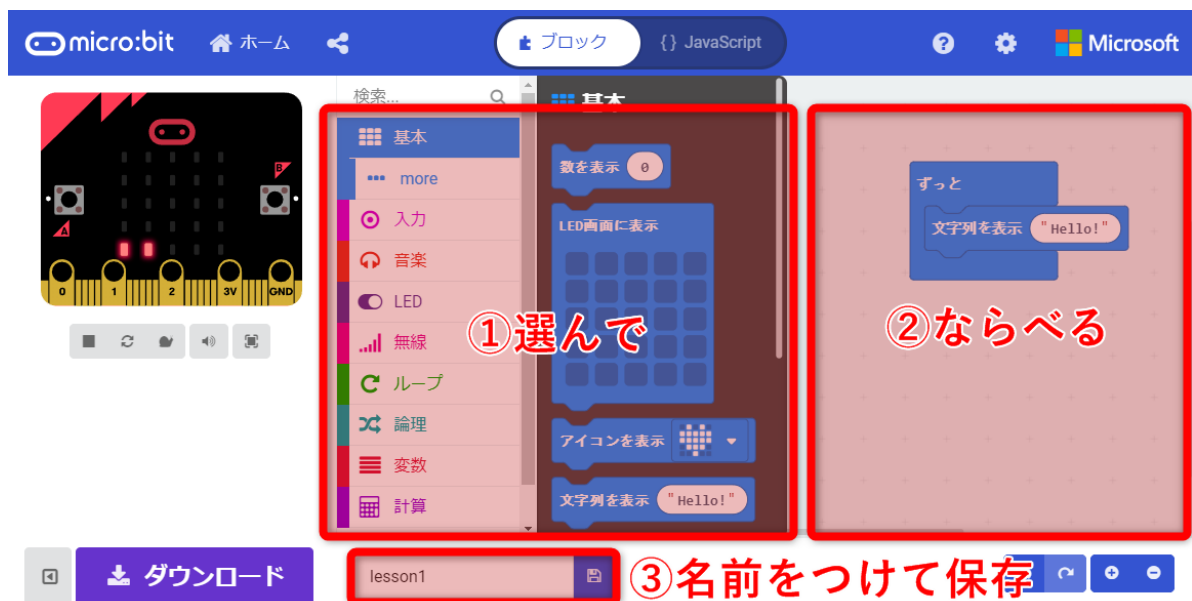 micro:bit
ホーム
ブロック
{} JavaScript
Microsoft
検索...
基本
基本
more
入力
音楽
LED
無線
ループ
論理
変数
計算
数を表示 0
LED画面に表示
アイコンを表示
文字列を表示 "Hello!"
ずっと
文字列を表示 "Hello!"
①選んで
②ならべる
B
A
0 1 2 3V GND
ダウンロード
lesson1
③名前をつけて保存